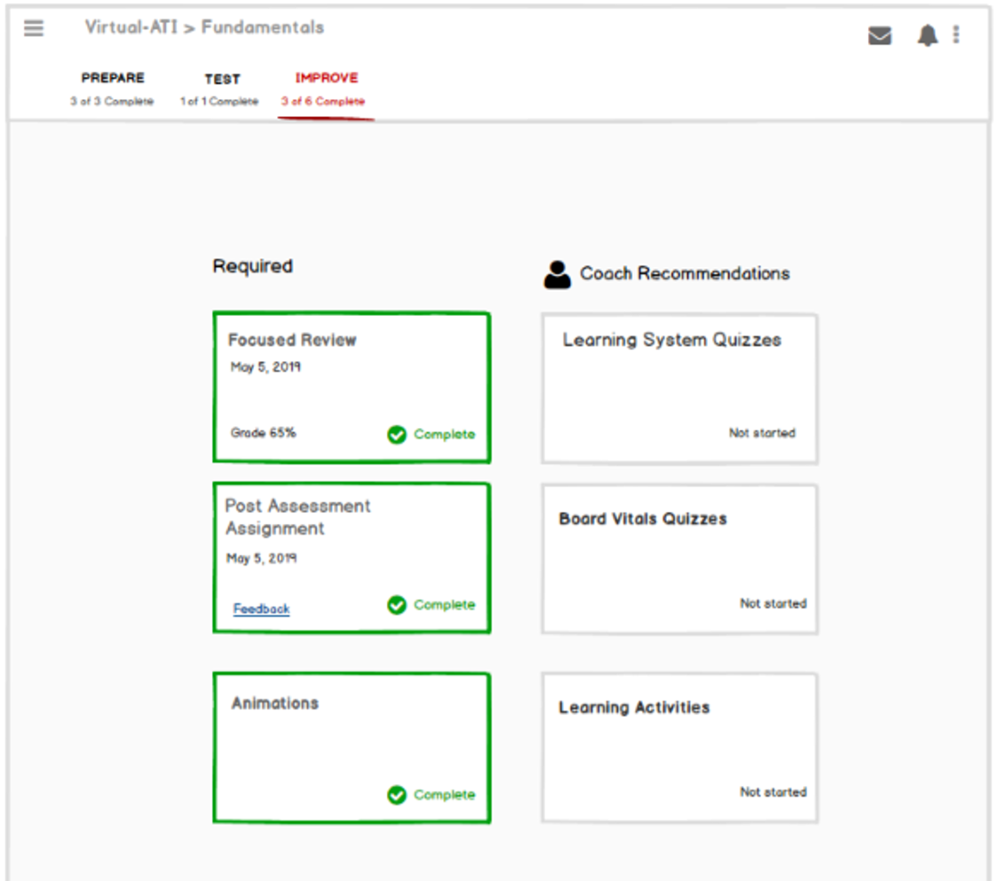 Virtual-ATI > Fundamentals
PREPARE TEST IMPROVE
3 of 3 Complete 1 of 1 Complete 3 of 6 Complete
Required
Focused Review
May 5, 2019
Grade 65% Complete
Post Assessment
Assignment
May 5, 2019
Feedback Complete
Animations
Complete
Coach Recommendations
Learning System Quizzes
Not started
Board Vitals Quizzes
Not started
Learning Activities
Not started